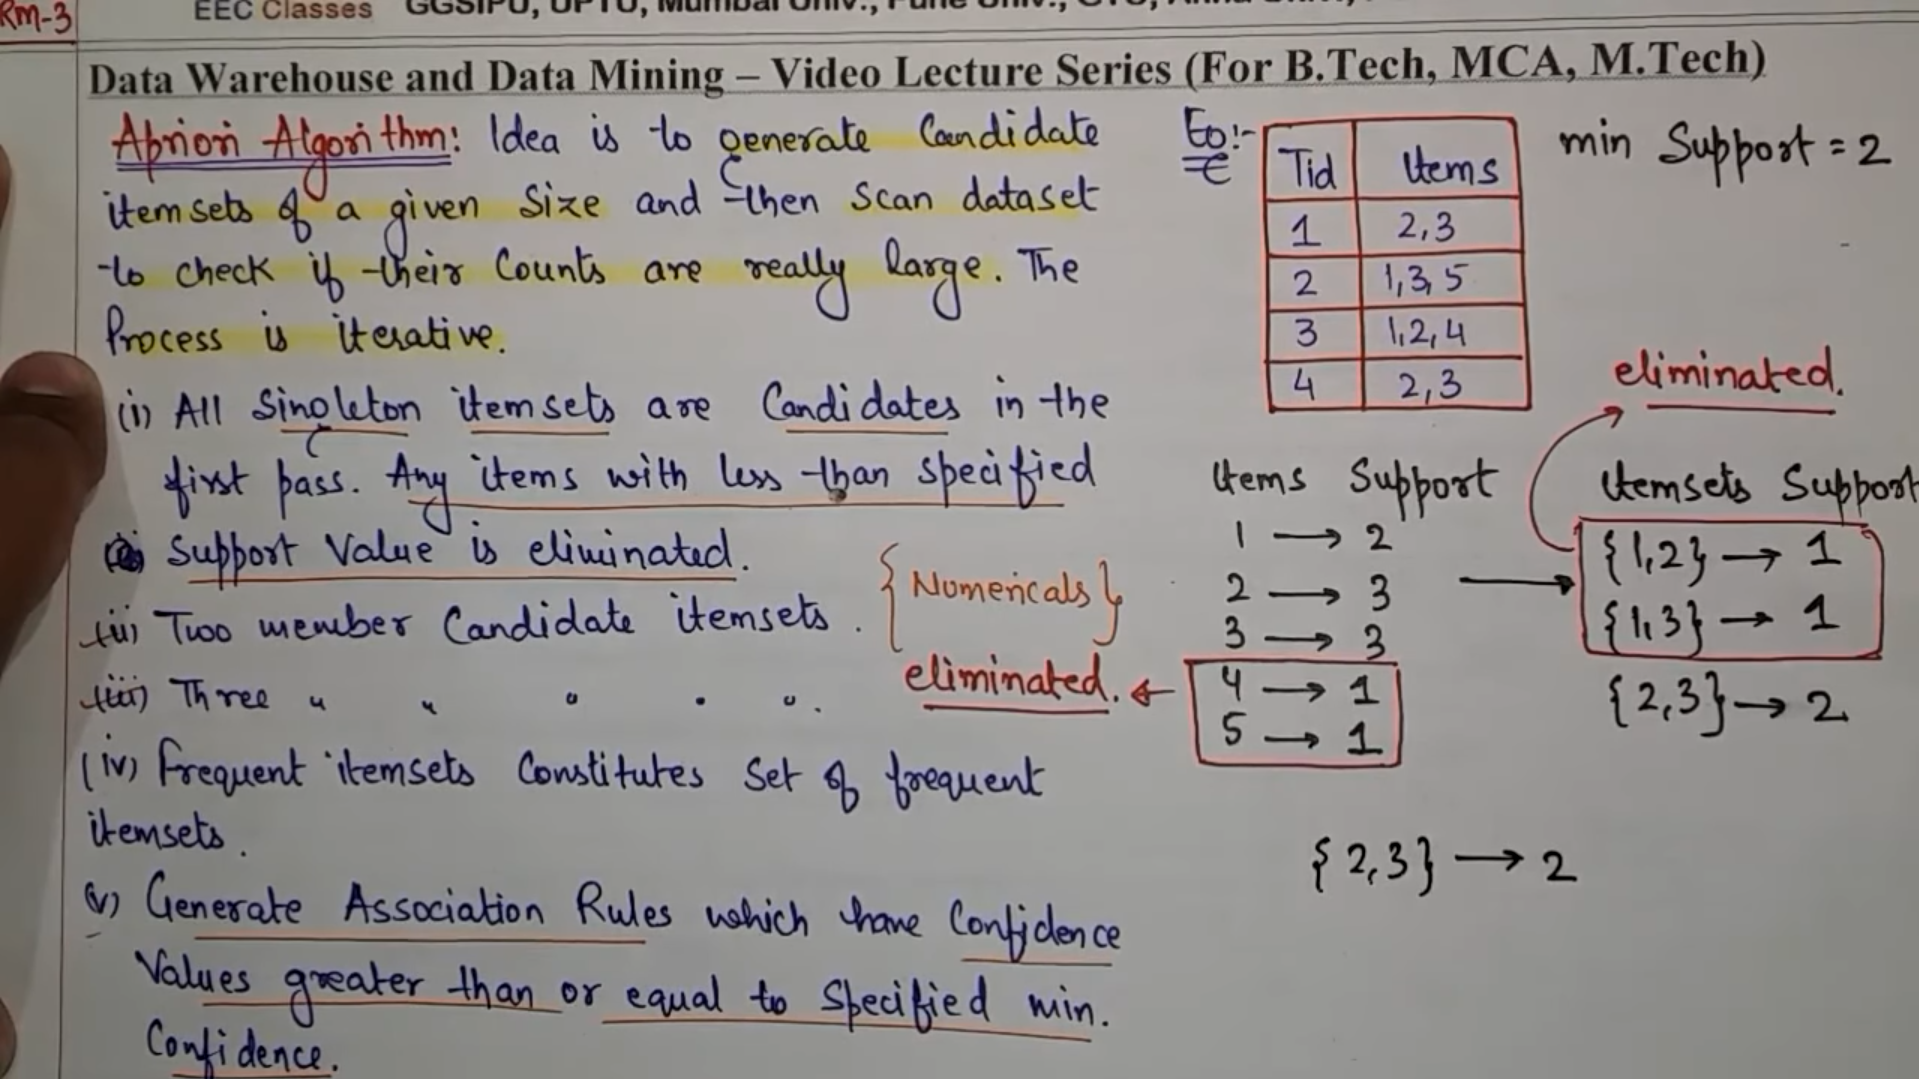 Rm-3
EEC Classes GGSIPU, UPTU, Mumbai Univ., Pune Univ.,
Data Warehouse and Data Mining – Video Lecture Series (For B.Tech, MCA, M.Tech)
Apriori Algorithm: Idea is to generate Candidate
itemsets of a given Size and then scan dataset
to check if their Counts are really large. The
Process is iterative.
(i) All Singleton itemsets are Candidates in the
first pass. Any items with less than specified
Support Value is eliminated.
(ii) Two member Candidate itemsets.
(iii) Three " " " " ".
{Numericals}
(iv) Frequent itemsets Constitutes Set of frequent
itemsets.
(v) Generate Association Rules which have Confidence
Values greater than or equal to Specified min.
Confidence.
Eg:-
Tid Items
1 2,3
2 1,3,5
3 1,2,4
4 2,3
min Support = 2
Items Support
1 → 2
2 → 3
3 → 3
4 → 1
5 → 1
eliminated. ←
→
eliminated.
Itemsets Support
{1,2} → 1
{1,3} → 1
{2,3} → 2
{2,3} → 2